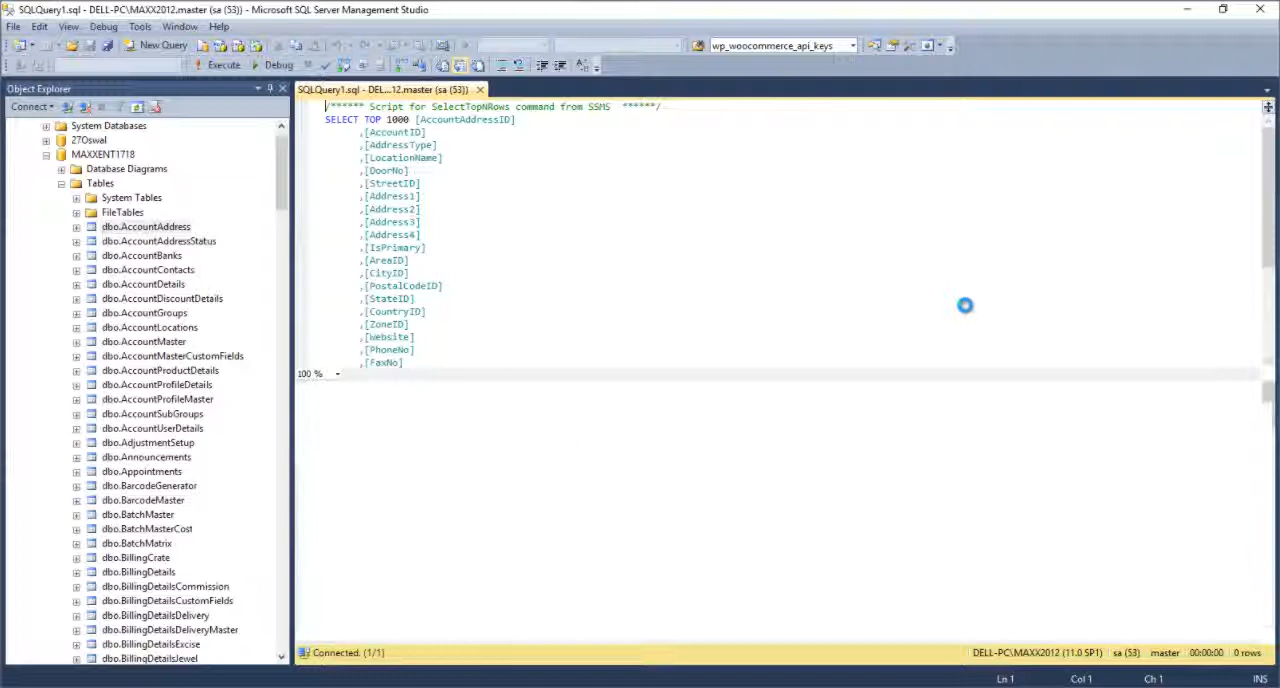 SQLQuery1.sql - DELL-PC\MAXX2012.master (sa (53)) - Microsoft SQL Server Management Studio
File Edit View Debug Tools Window Help
New Query wp_woocommerce_api_keys
Execute Debug
Object Explorer
Connect
System Databases
27Oswal
MAXXENT1718
Database Diagrams
Tables
System Tables
FileTables
dbo.AccountAddress
dbo.AccountAddressStatus
dbo.AccountBanks
dbo.AccountContacts
dbo.AccountDetails
dbo.AccountDiscountDetails
dbo.AccountGroups
dbo.AccountLocations
dbo.AccountMaster
dbo.AccountMasterCustomFields
dbo.AccountProductDetails
dbo.AccountProfileDetails
dbo.AccountProfileMaster
dbo.AccountSubGroups
dbo.AccountUserDetails
dbo.AdjustmentSetup
dbo.Announcements
dbo.Appointments
dbo.BarcodeGenerator
dbo.BarcodeMaster
dbo.BatchMaster
dbo.BatchMasterCost
dbo.BatchMatrix
dbo.BillingCrate
dbo.BillingDetails
dbo.BillingDetailsCommission
dbo.BillingDetailsCustomFields
dbo.BillingDetailsDelivery
dbo.BillingDetailsDeliveryMaster
dbo.BillingDetailsExcise
dbo.BillingDetailsJewel
SQLQuery1.sql - DEL...12.master (sa (53))
/****** Script for SelectTopNRows command from SSMS ******/
SELECT TOP 1000 [AccountAddressID]
,[AccountID]
,[AddressType]
,[LocationName]
,[DoorNo]
,[StreetID]
,[Address1]
,[Address2]
,[Address3]
,[Address4]
,[IsPrimary]
,[AreaID]
,[CityID]
,[PostalCodeID]
,[StateID]
,[CountryID]
,[ZoneID]
,[Website]
,[PhoneNo]
,[FaxNo]
100 %
Connected. (1/1) DELL-PC\MAXX2012 (11.0 SP1) sa (53) master 00:00:00 0 rows
Ln 1 Col 1 Ch 1 INS